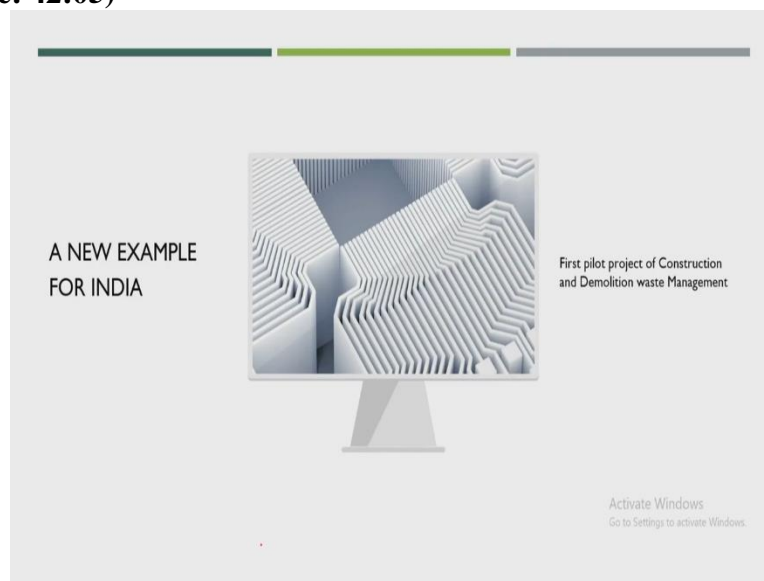 A NEW EXAMPLE
FOR INDIA
First pilot project of Construction
and Demolition waste Management
Activate Windows
Go to Settings to activate Windows.